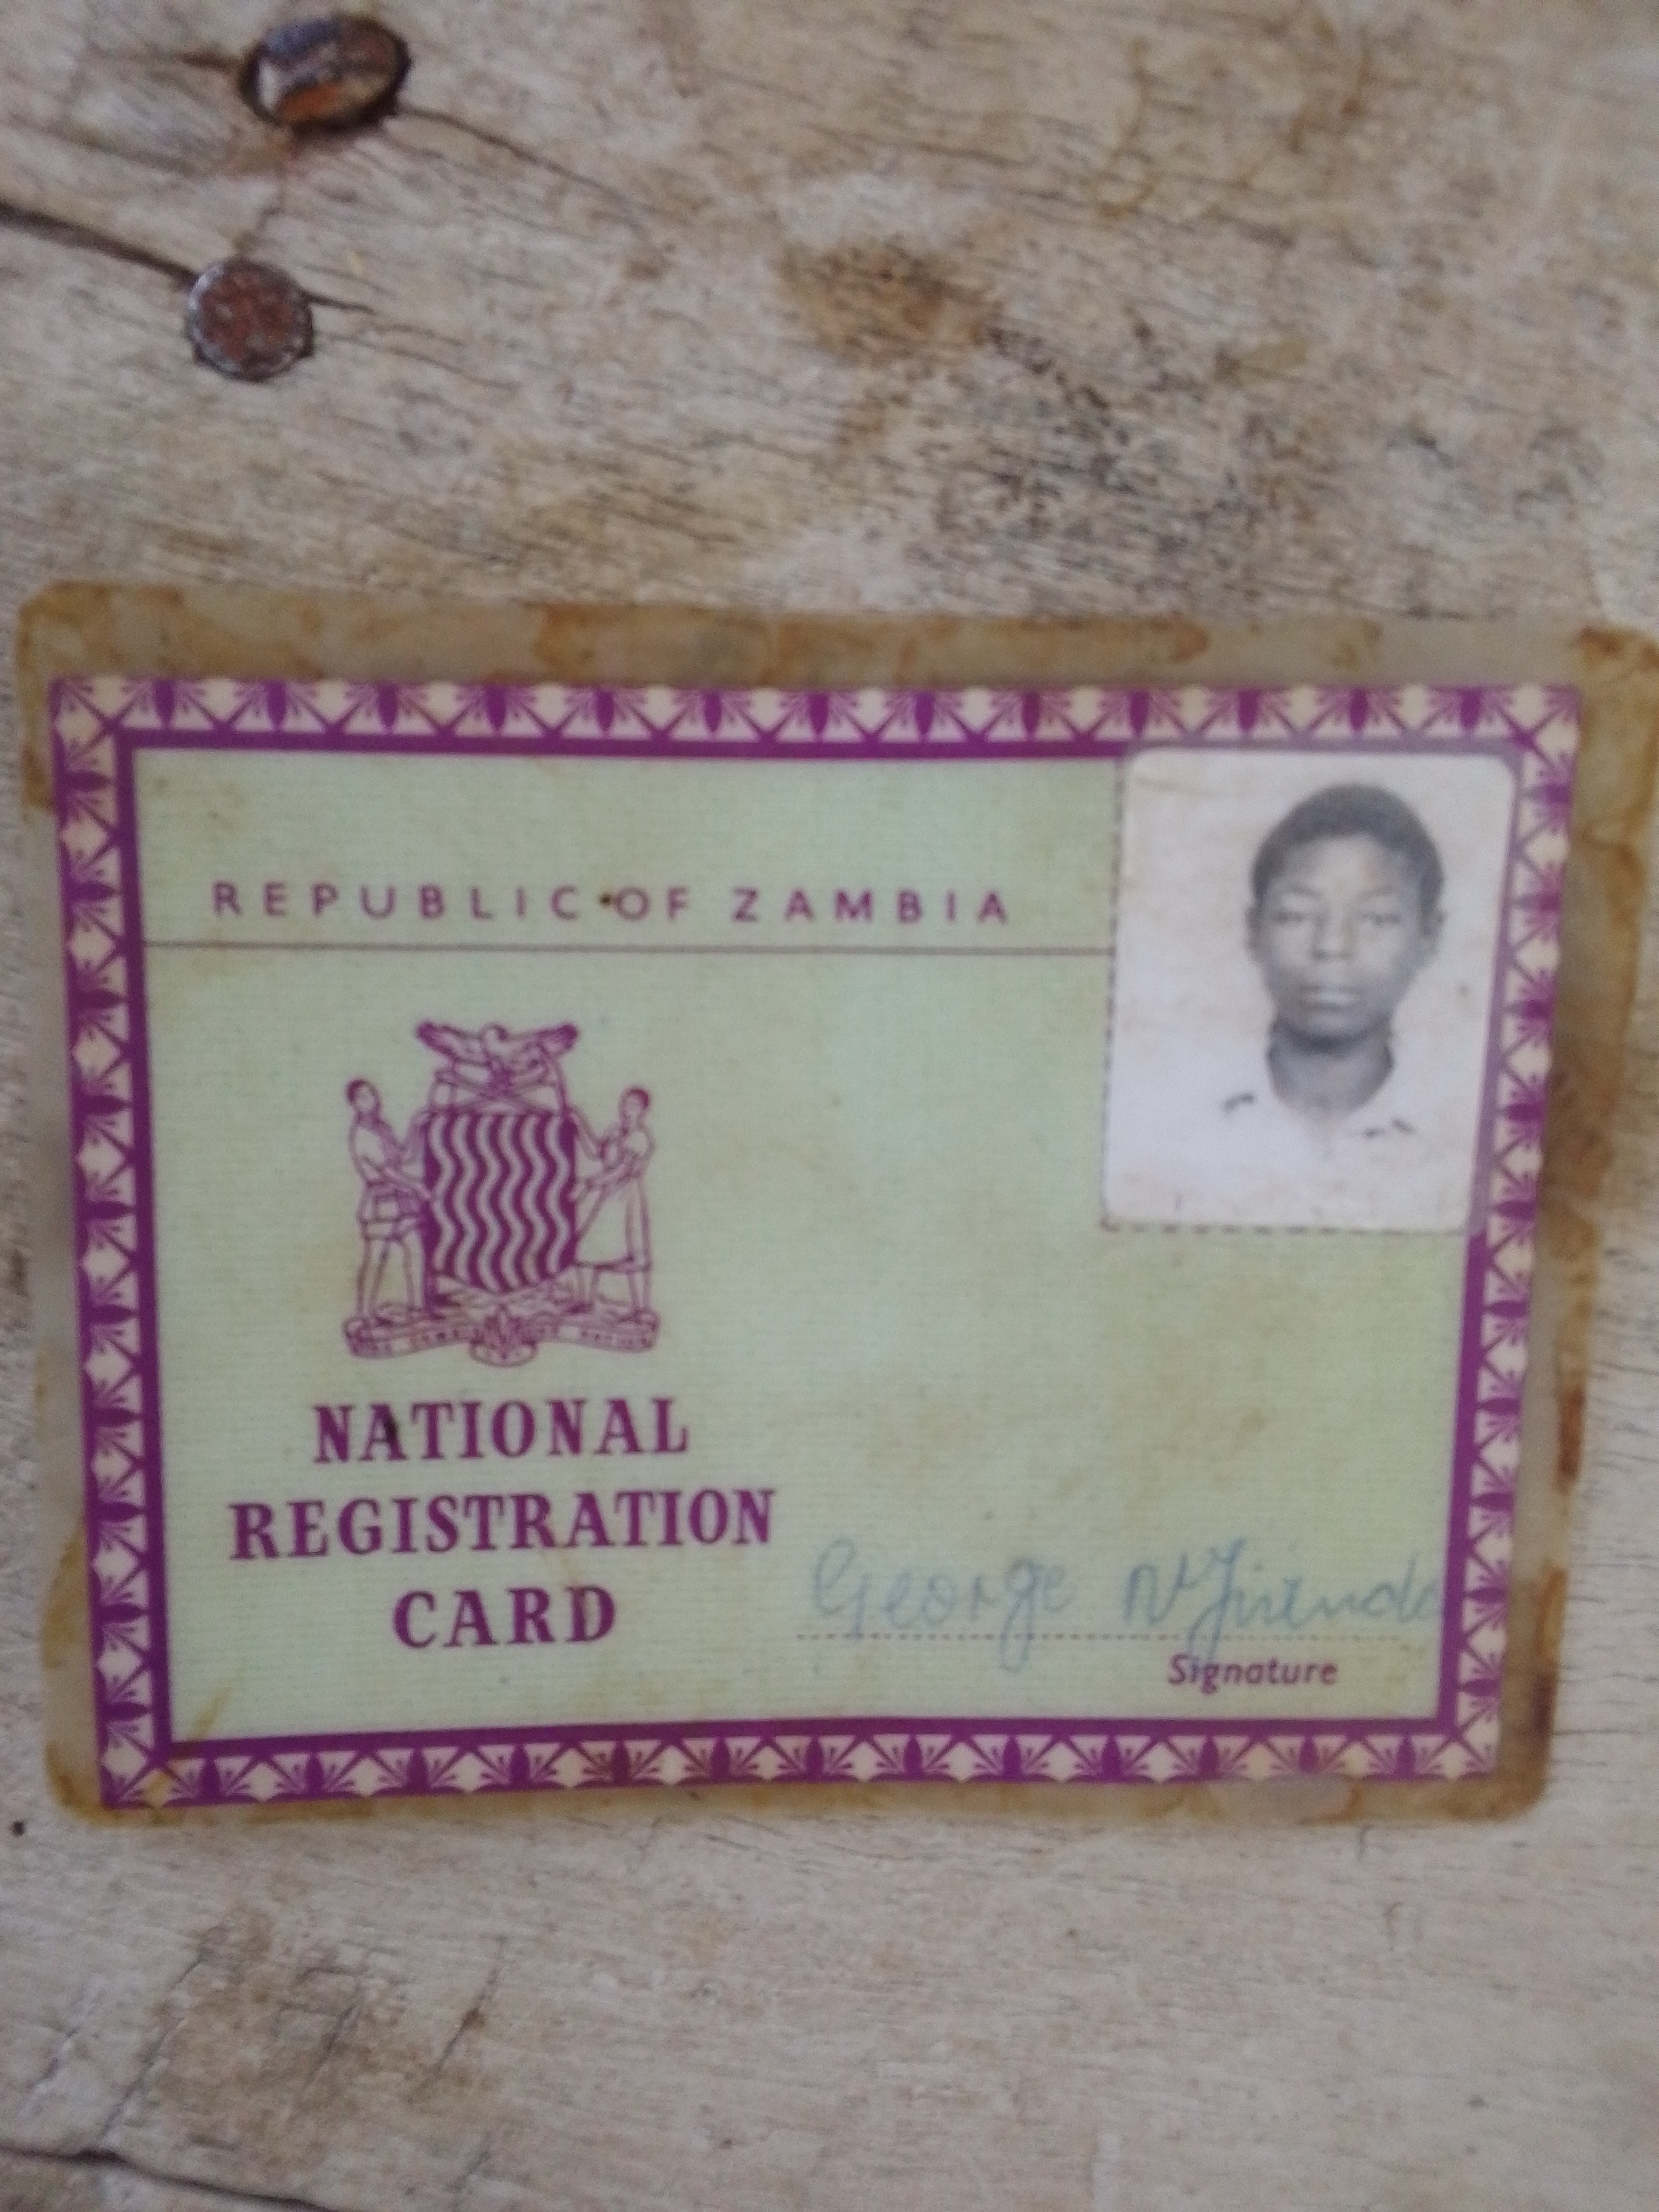 REPUBLIC OF ZAMBIA
NATIONAL
REGISTRATION
CARD
George
Signature